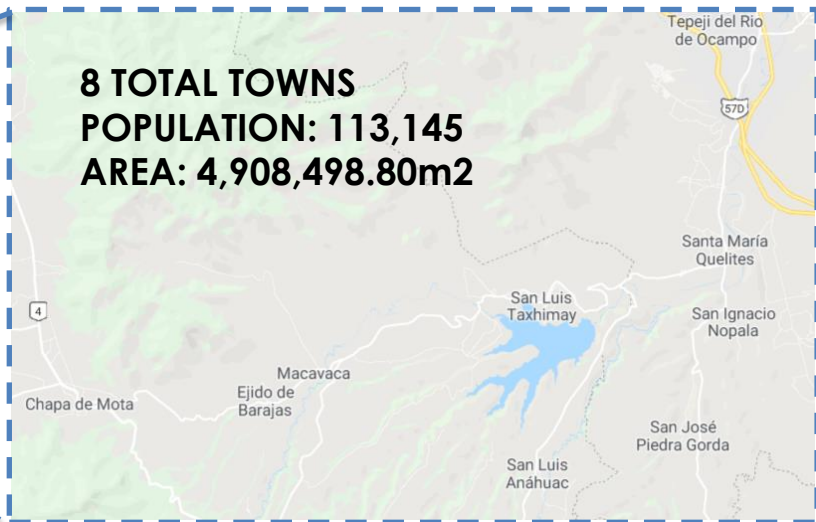 Tepeji del Rio
de Ocampo
8 TOTAL TOWNS
POPULATION: 113,145
AREA: 4,908,498.80m2
57D
Santa María
Quelites
San Luis
Taxhimay
4
San Ignacio
Nopala
Macavaca
Ejido de
Barajas
Chapa de Mota
San José
Piedra Gorda
San Luis
Anáhuac